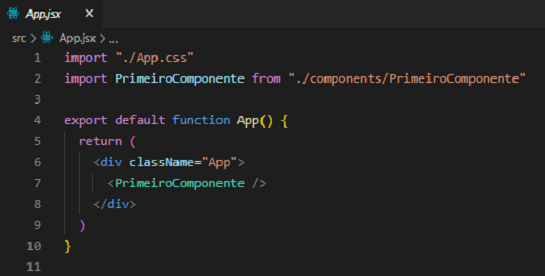 App.jsx X
src > App.jsx > ...
1 import "./App.css"
2 import PrimeiroComponente from "./components/PrimeiroComponente"
3
4 export default function App() {
5 return (
6 <div className="App">
7 <PrimeiroComponente />
8 </div>
9 )
10 }
11